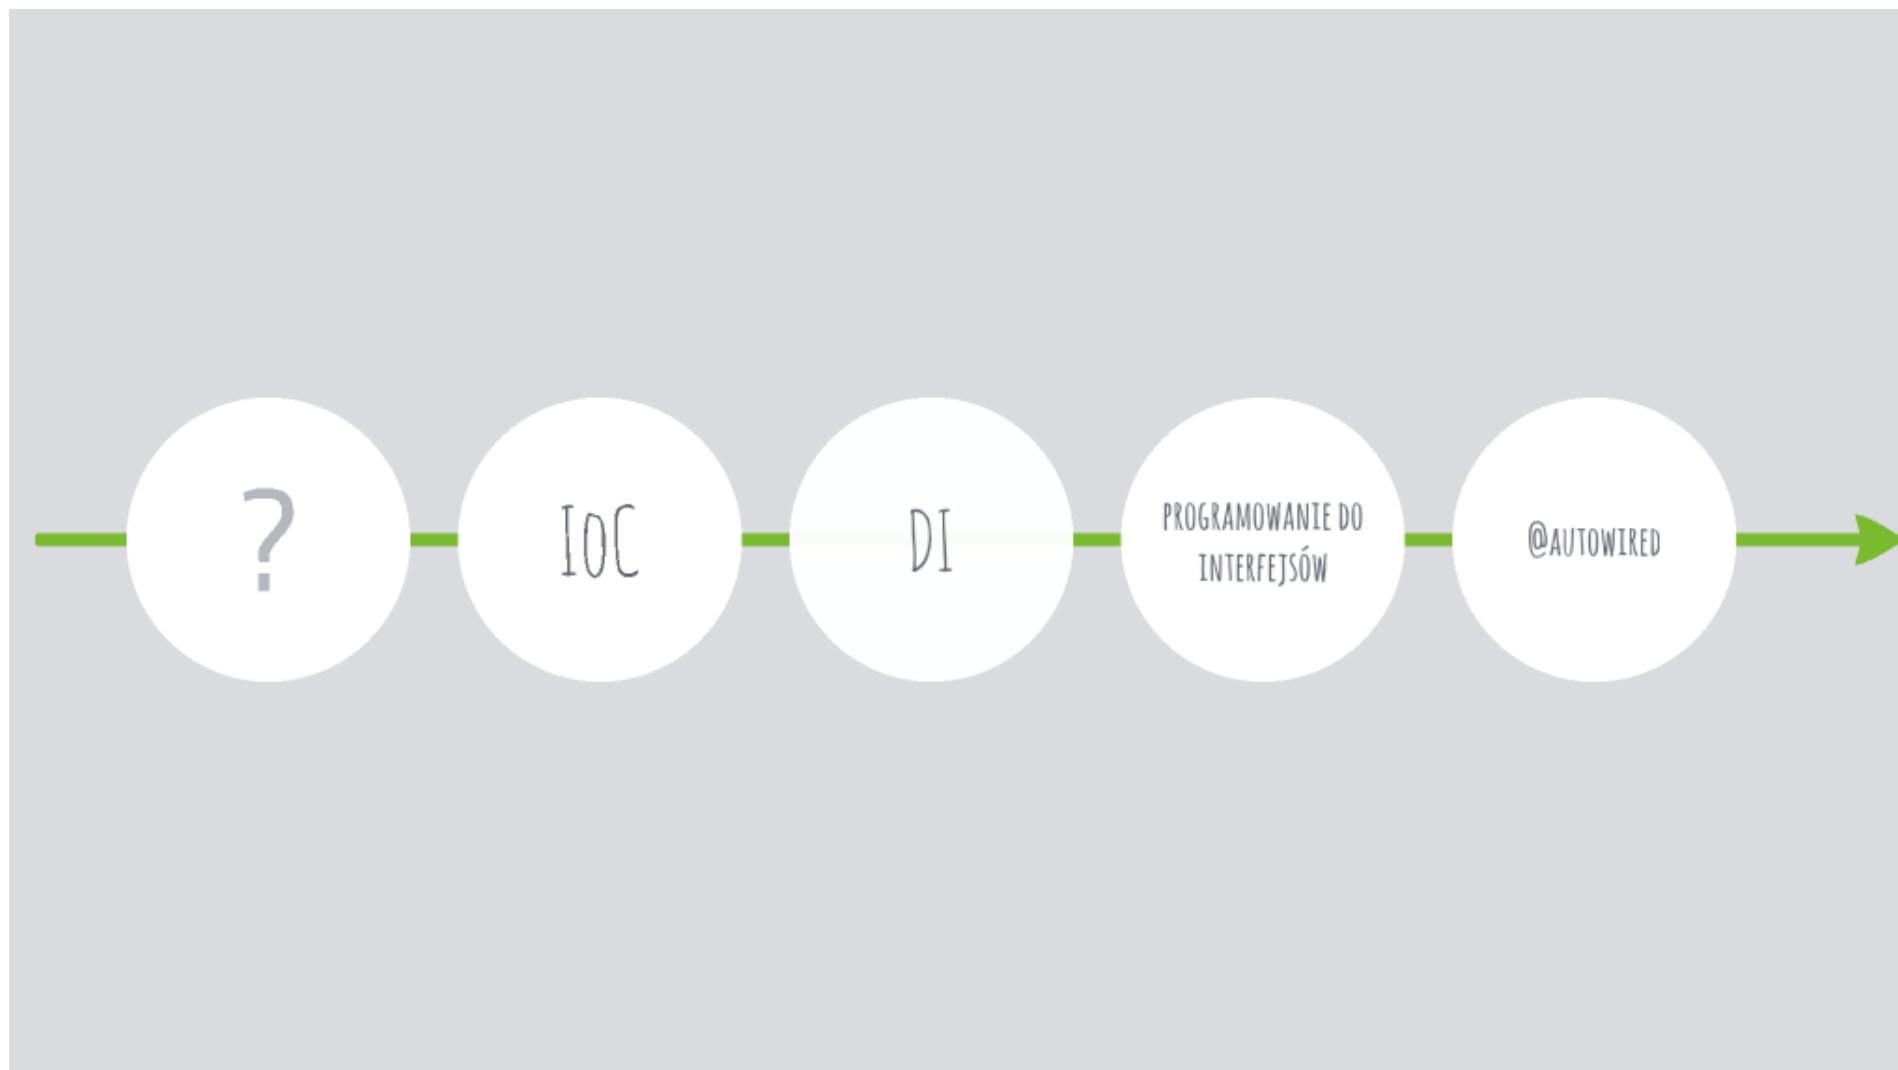 ?
IoC
DI
PROGRAMOWANIE DO
INTERFEJSÓW
@AUTOWIRED